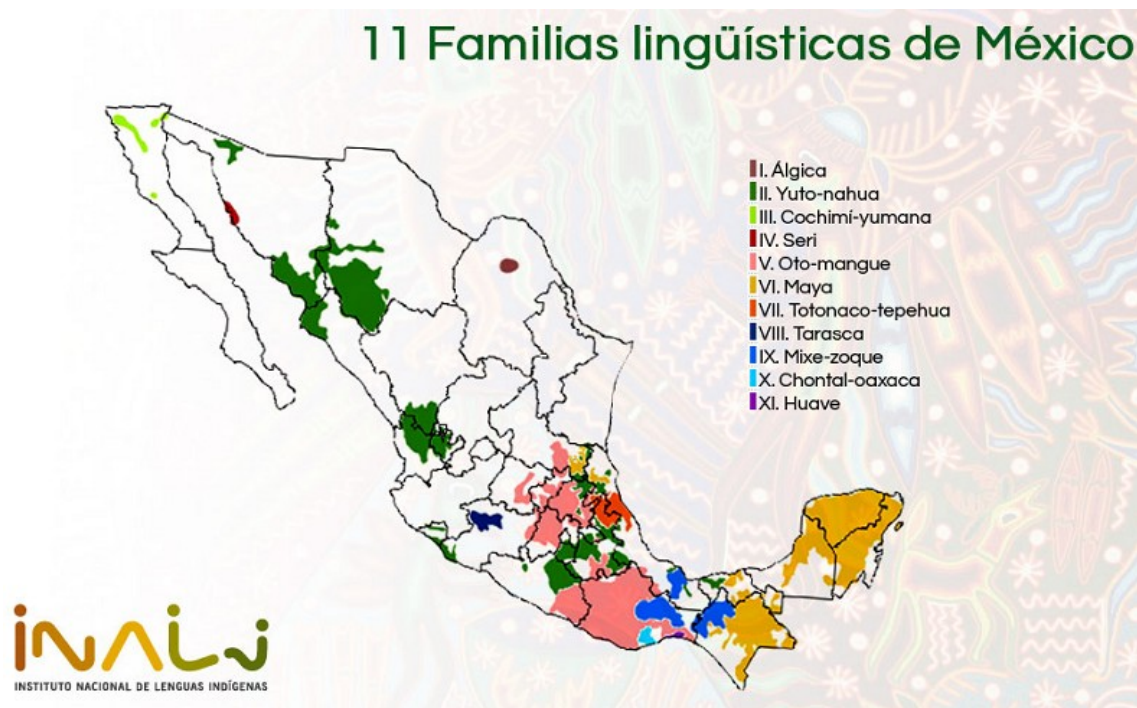 11 Familias lingüísticas de México
I. Álgica
II. Yuto-nahua
III. Cochimí-yumana
IV. Seri
V. Oto-mangue
VI. Maya
VII. Totonaco-tepehua
VIII. Tarasca
IX. Mixe-zoque
X. Chontal-oaxaca
XI. Huave
iNALi
INSTITUTO NACIONAL DE LENGUAS INDÍGENAS